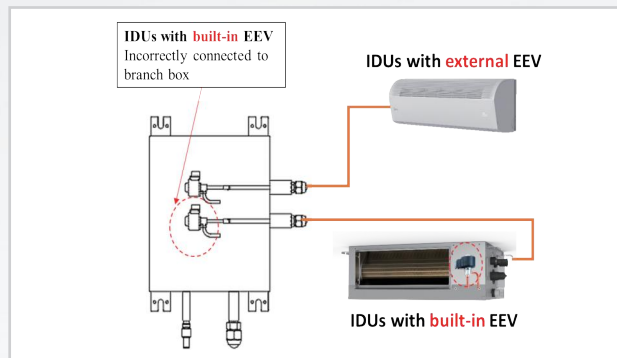 IDUs with built-in EEV
Incorrectly connected to
branch box
IDUs with external EEV
IDUs with built-in EEV